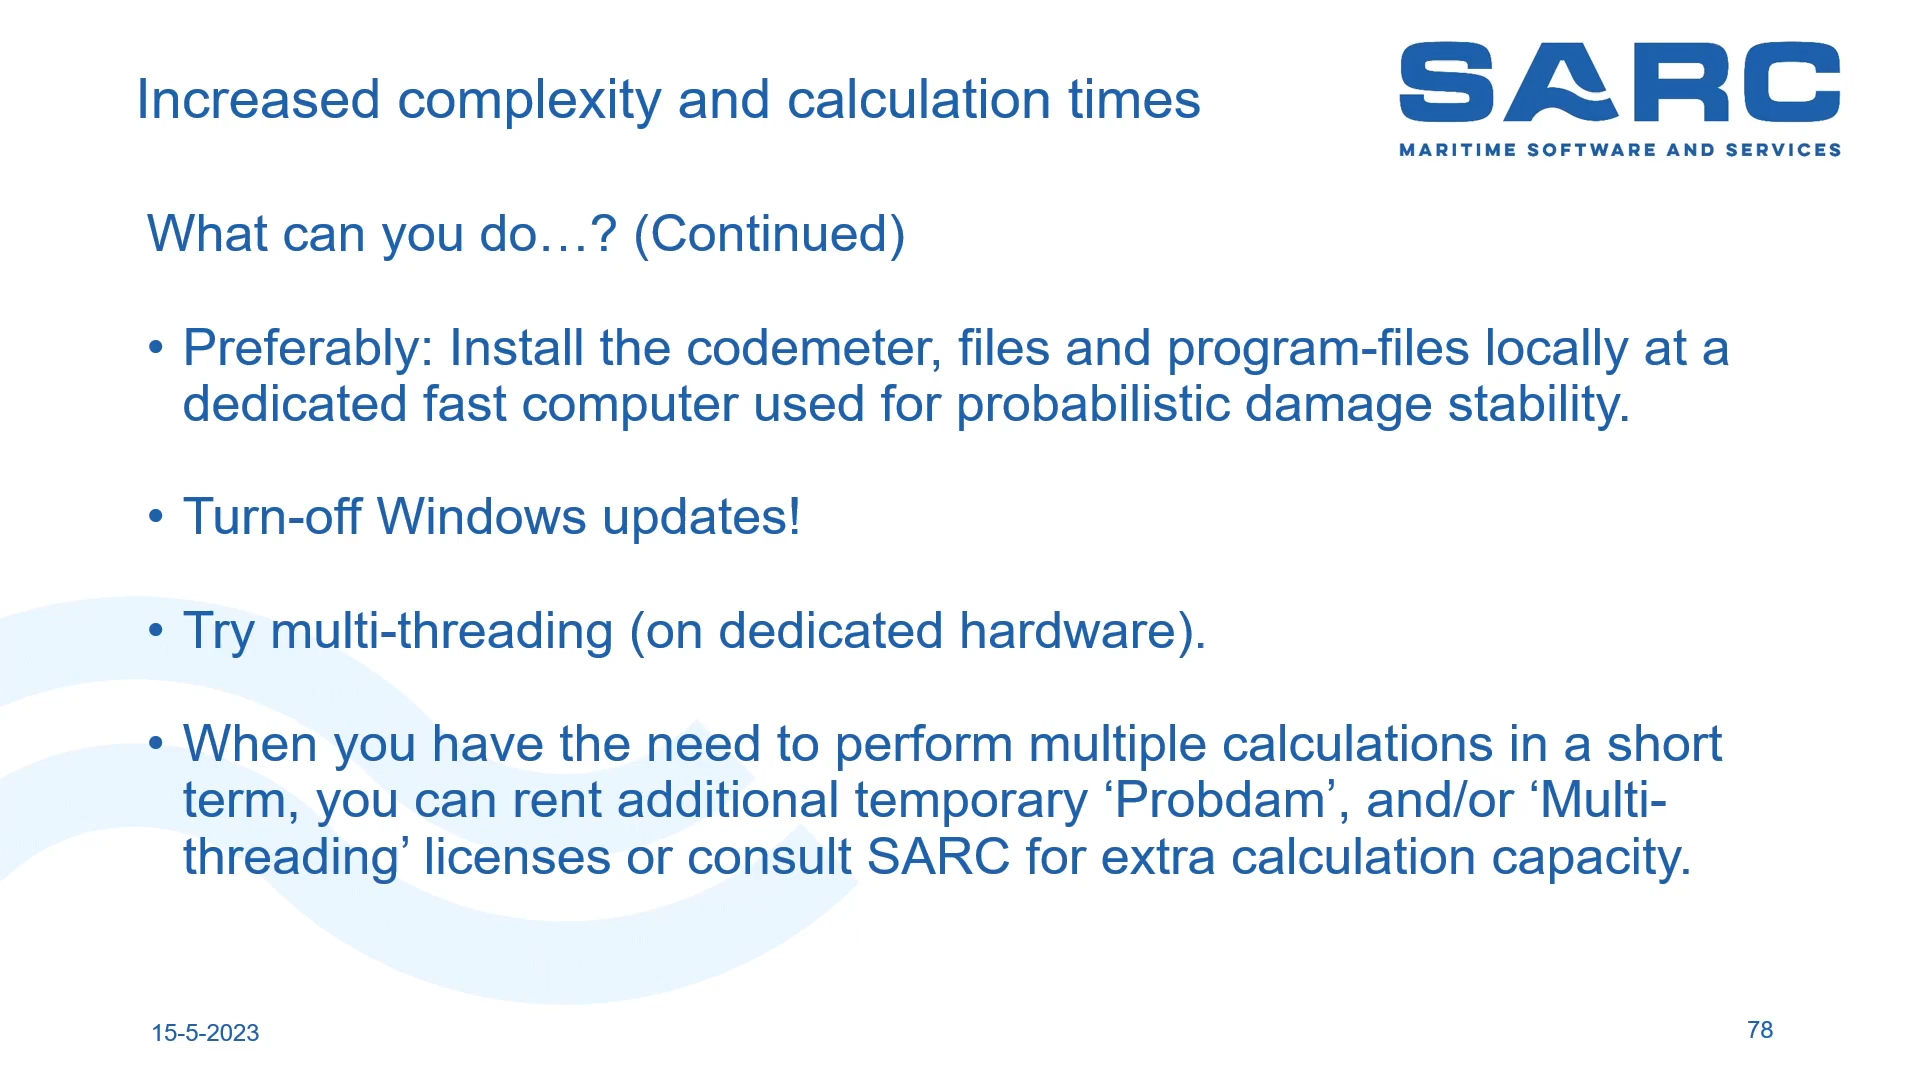 SARC
MARITIME SOFTWARE AND SERVICES
Increased complexity and calculation times
What can you do…? (Continued)
• Preferably: Install the codemeter, files and program-files locally at a
dedicated fast computer used for probabilistic damage stability.
• Turn-off Windows updates!
• Try multi-threading (on dedicated hardware).
• When you have the need to perform multiple calculations in a short
term, you can rent additional temporary ‘Probdam’, and/or ‘Multi-
threading’ licenses or consult SARC for extra calculation capacity.
15-5-2023
78